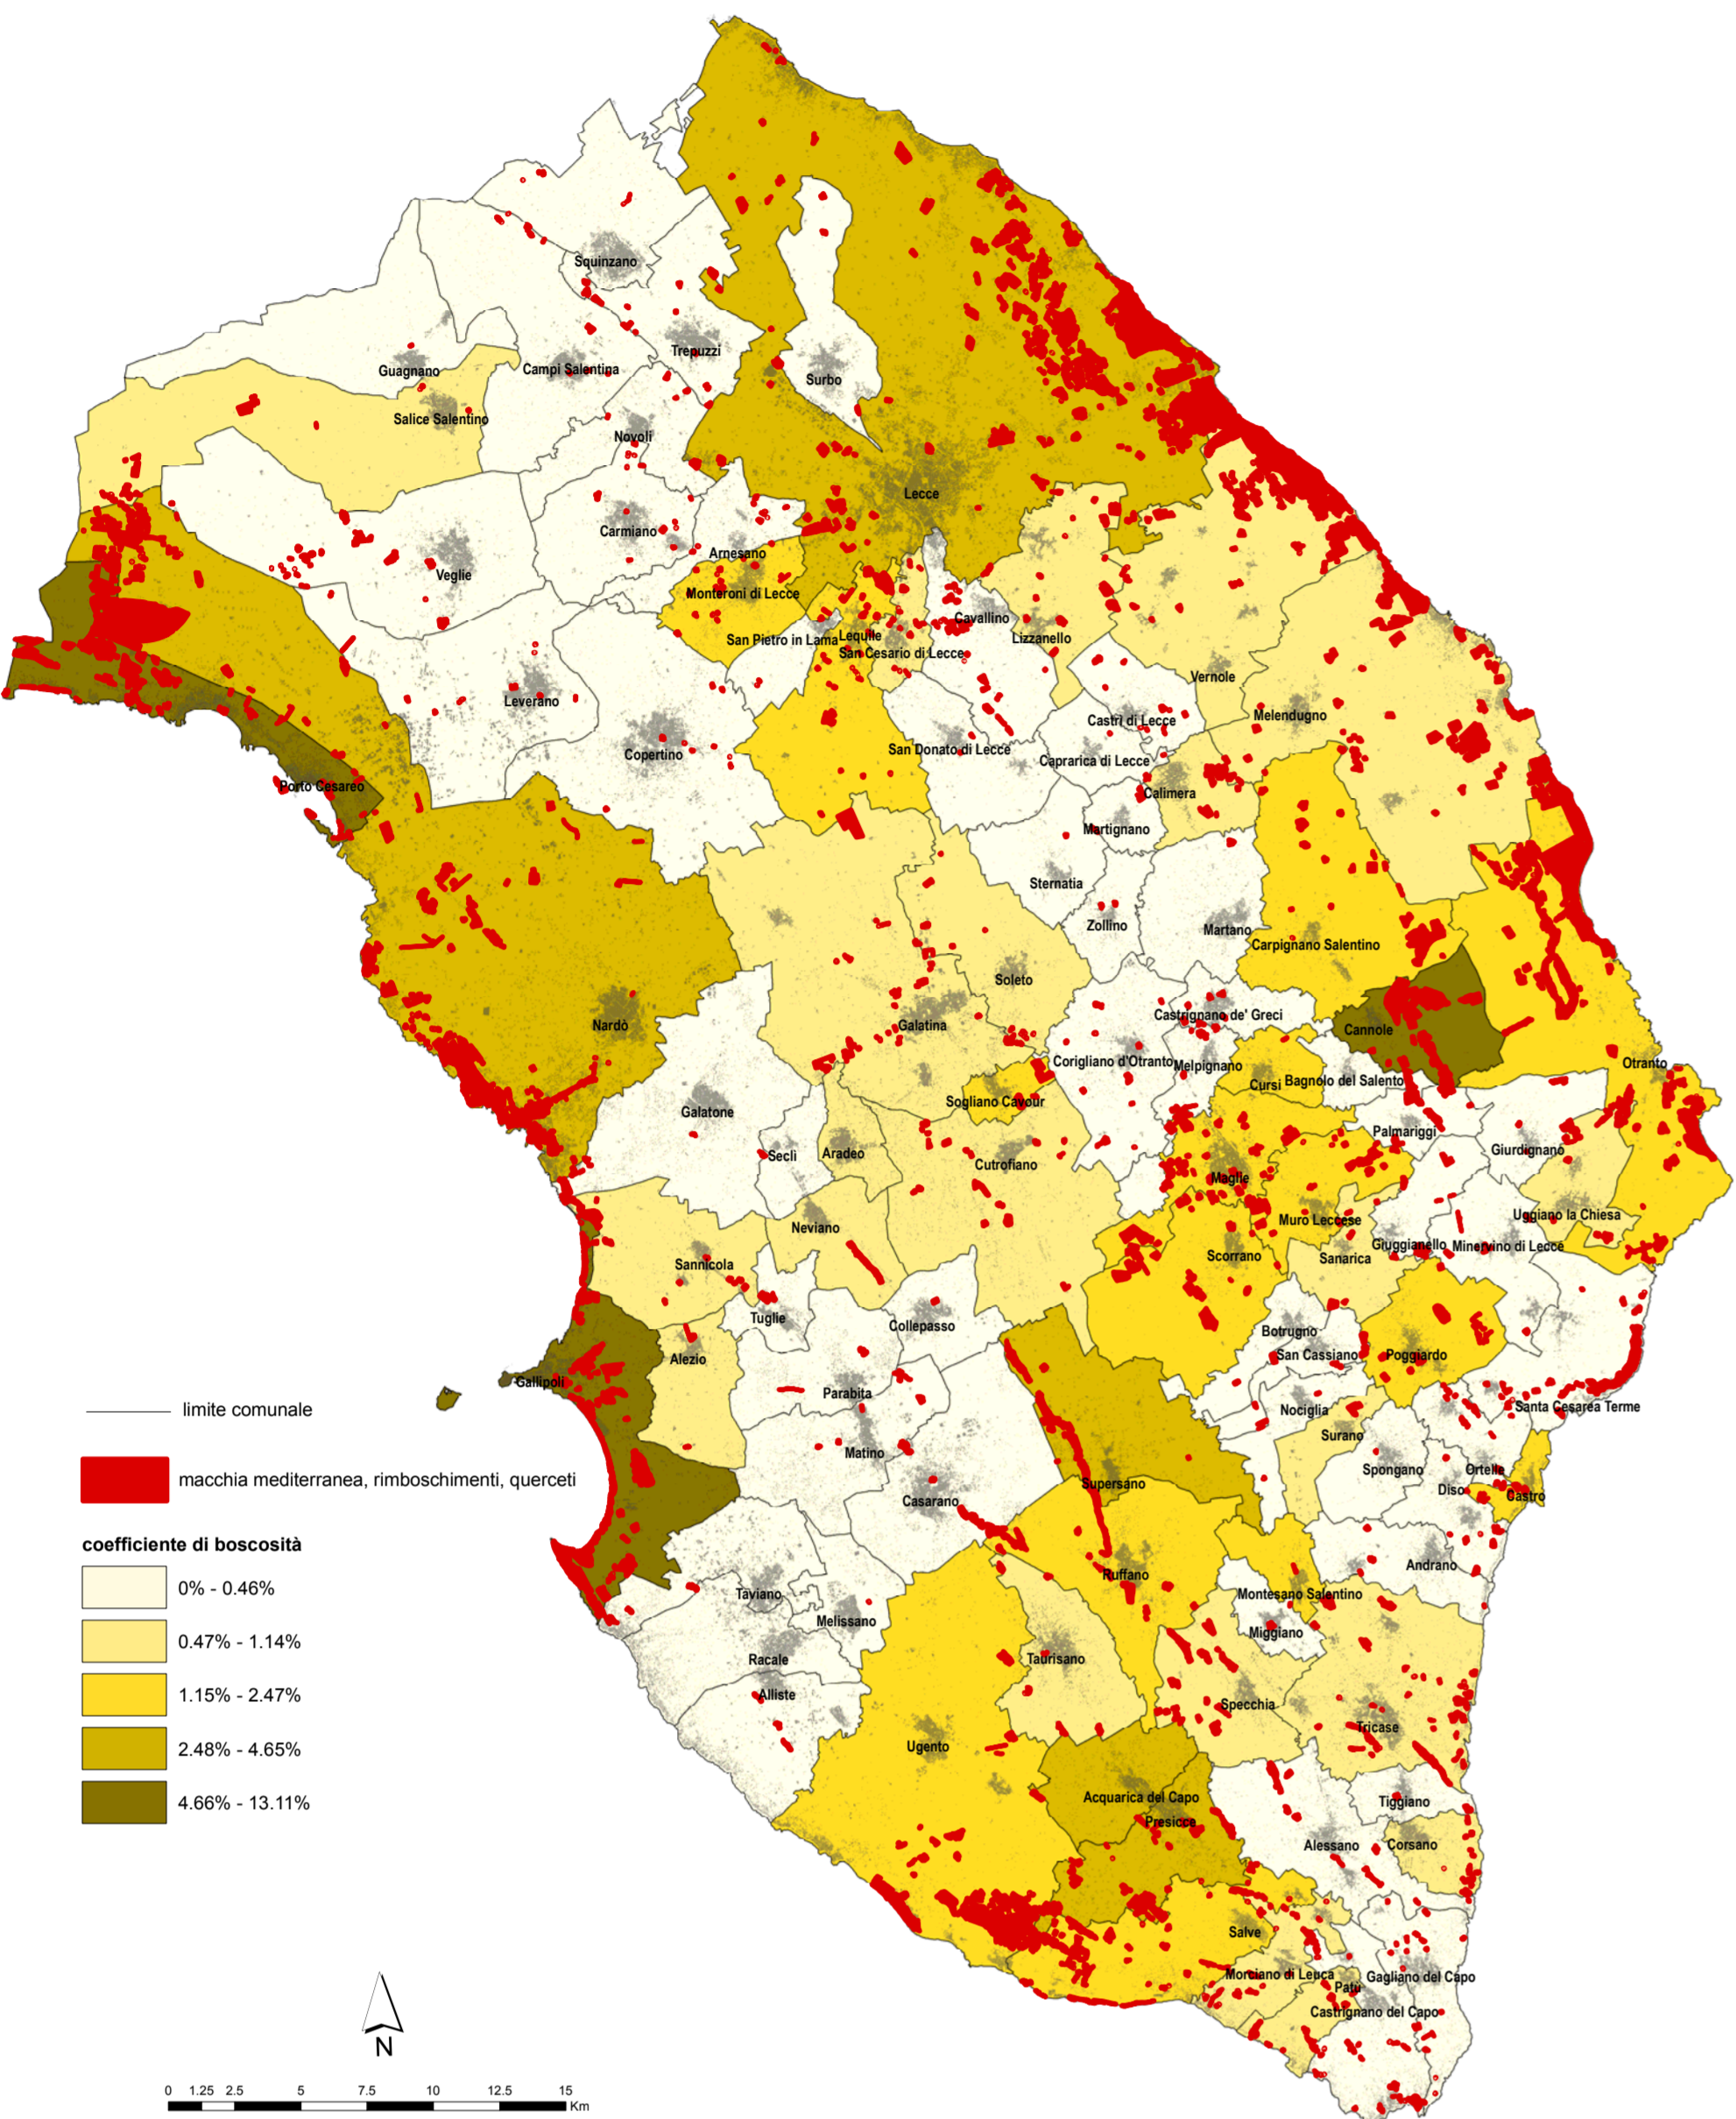 Squinzano
Trepuzzi
Guagnano
Campi Salentina
Surbo
Salice Salentino
Novoli
Lecce
Carmiano
Arnesano
Veglie
Monteroni di Lecce
Cavallino
San Pietro in Lama
Lequile
Lizzanello
San Cesario di Lecce
Vernole
Leverano
Melendugno
Castrì di Lecce
Copertino
San Donato di Lecce
Caprarica di Lecce
Porto Cesareo
Calimera
Martignano
Sternatia
Zollino
Martano
Carpignano Salentino
Soleto
Castrignano de' Greci
Nardò
Galatina
Cannole
Corigliano d'Otranto
Melpignano
Otranto
Cursi
Bagnolo del Salento
Sogliano Cavour
Galatone
Palmariggi
Seclì
Aradeo
Giurdignano
Cutrofiano
Maglie
Uggiano la Chiesa
Muro Leccese
Neviano
Giuggianello
Minervino di Lecce
Scorrano
Sanarica
Sannicola
Tuglie
Collepasso
Botrugno
San Cassiano
Poggiardo
Alezio
Gallipoli
Parabita
Nociglia
Santa Cesarea Terme
limite comunale
Surano
Matino
Spongano
Ortelle
macchia mediterranea, rimboschimenti, querceti
Supersano
Diso
Castro
Casarano
coefficiente di boscosità
Andrano
Ruffano
0% - 0.46%
Taviano
Montesano Salentino
Melissano
Miggiano
0.47% - 1.14%
Racale
Taurisano
Alliste
1.15% - 2.47%
Specchia
Tricase
Ugento
2.48% - 4.65%
Acquarica del Capo
Tiggiano
4.66% - 13.11%
Presicce
Alessano
Corsano
Salve
Morciano di Leuca
Gagliano del Capo
Patù
Castrignano del Capo
N
0 1.25 2.5 5 7.5 10 12.5 15
Km